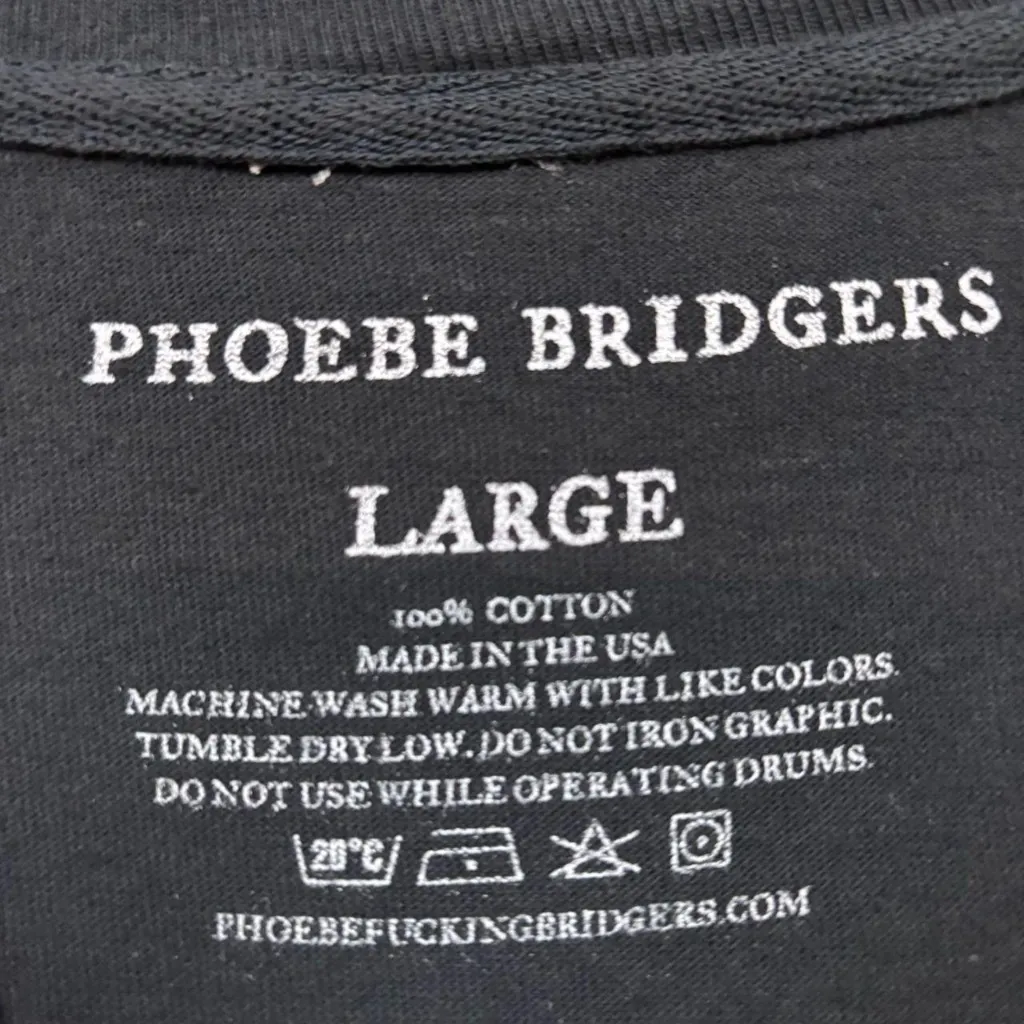 PHOEBE BRIDGERS
LARGE
100% COTTON
MADE IN THE USA
MACHINE WASH WARM WITH LIKE COLORS.
TUMBLE DRY LOW. DO NOT IRON GRAPHIC.
DO NOT USE WHILE OPERATING DRUMS.
20°C
PHOEBEFUCKINGBRIDGERS.COM